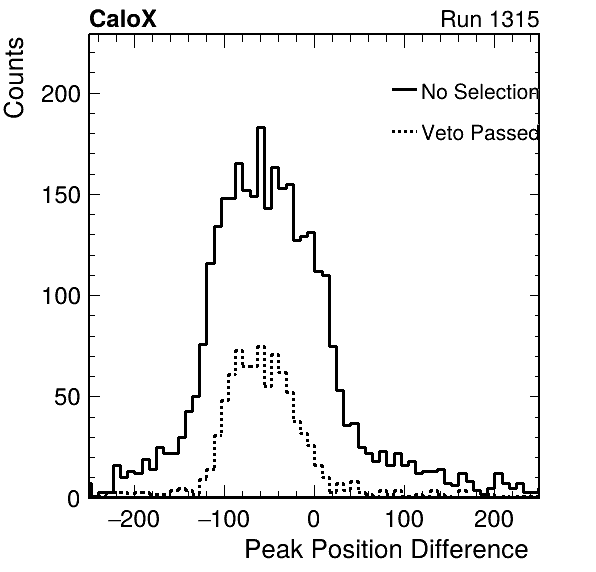 CaloX Run 1315
Counts
No Selection
Veto Passed
200
150
100
50
0
−200 −100 0 100 200
Peak Position Difference